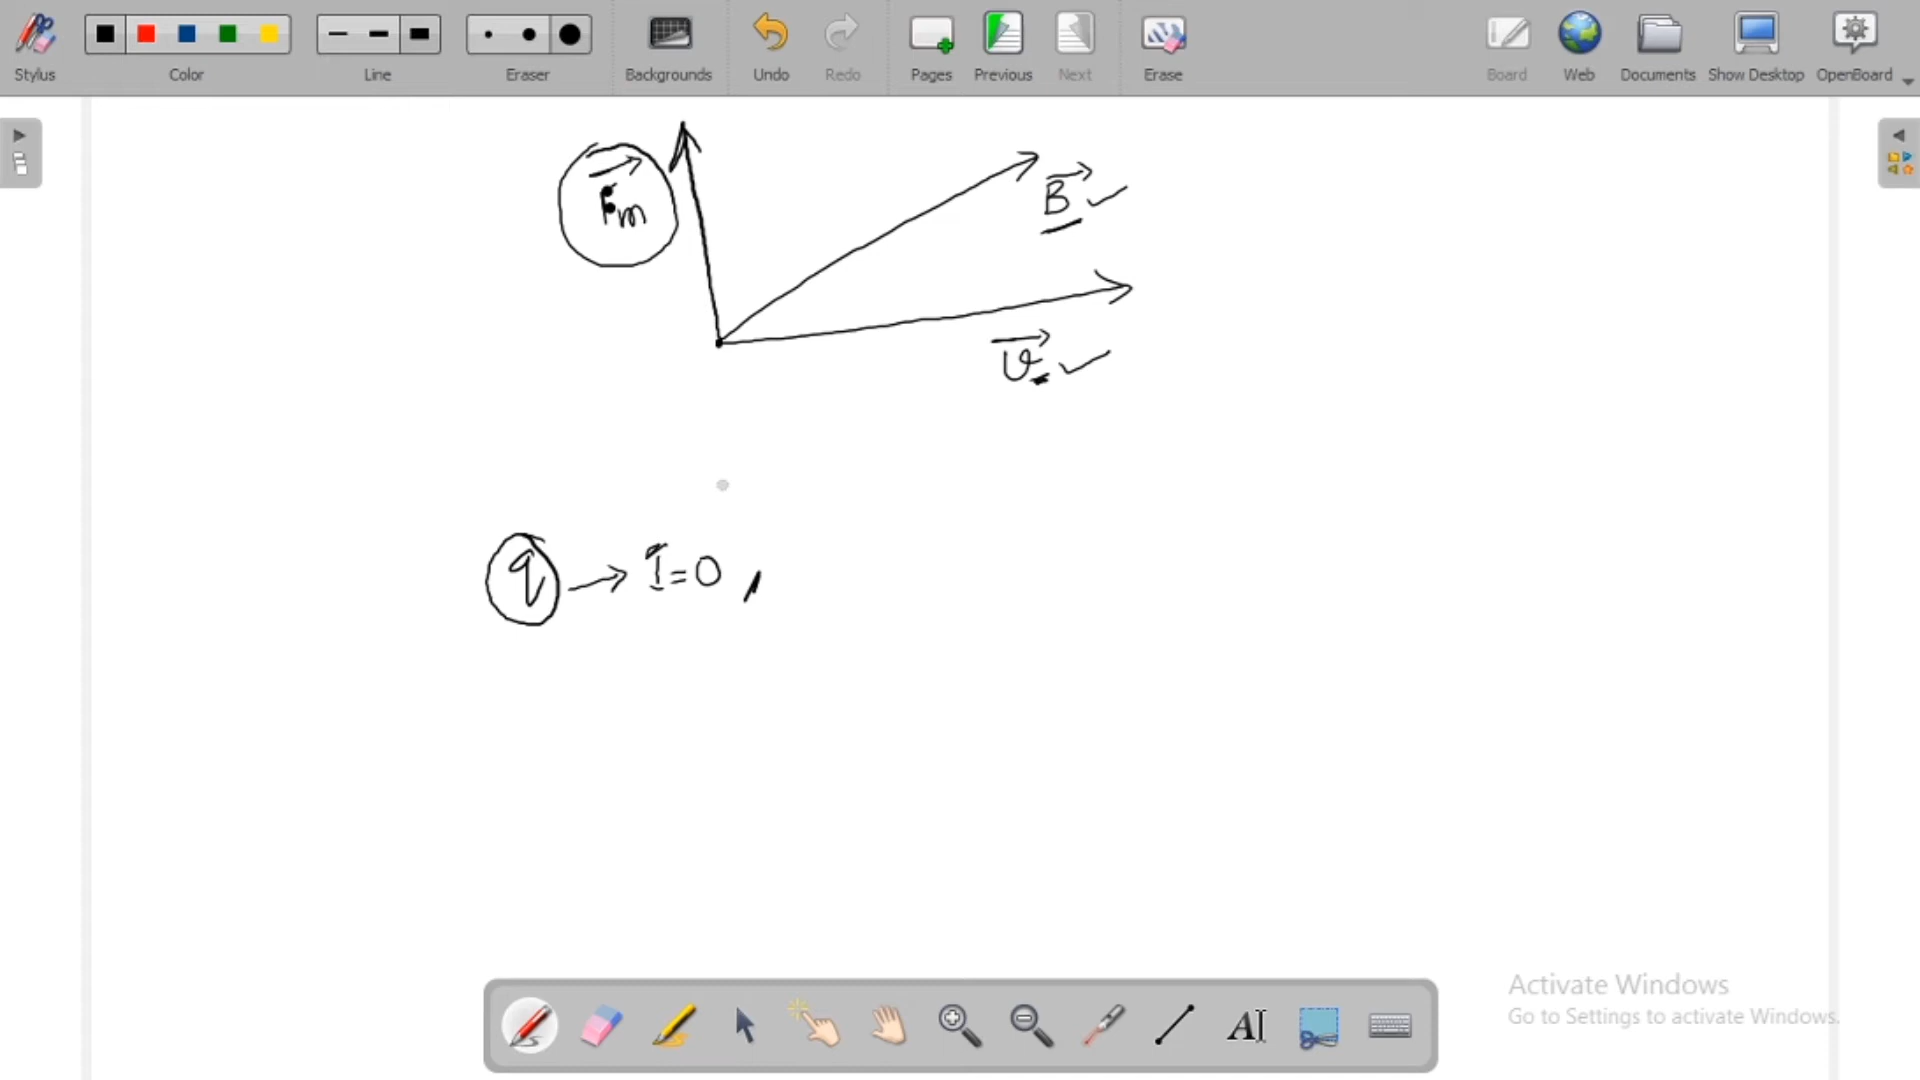 Stylus Color Line Eraser Backgrounds Undo Redo Pages Previous Next Erase Board Web Documents Show Desktop OpenBoard
Fm
B ✓
v ✓
q → I=0 ,
A
Activate Windows
Go to Settings to activate Windows.